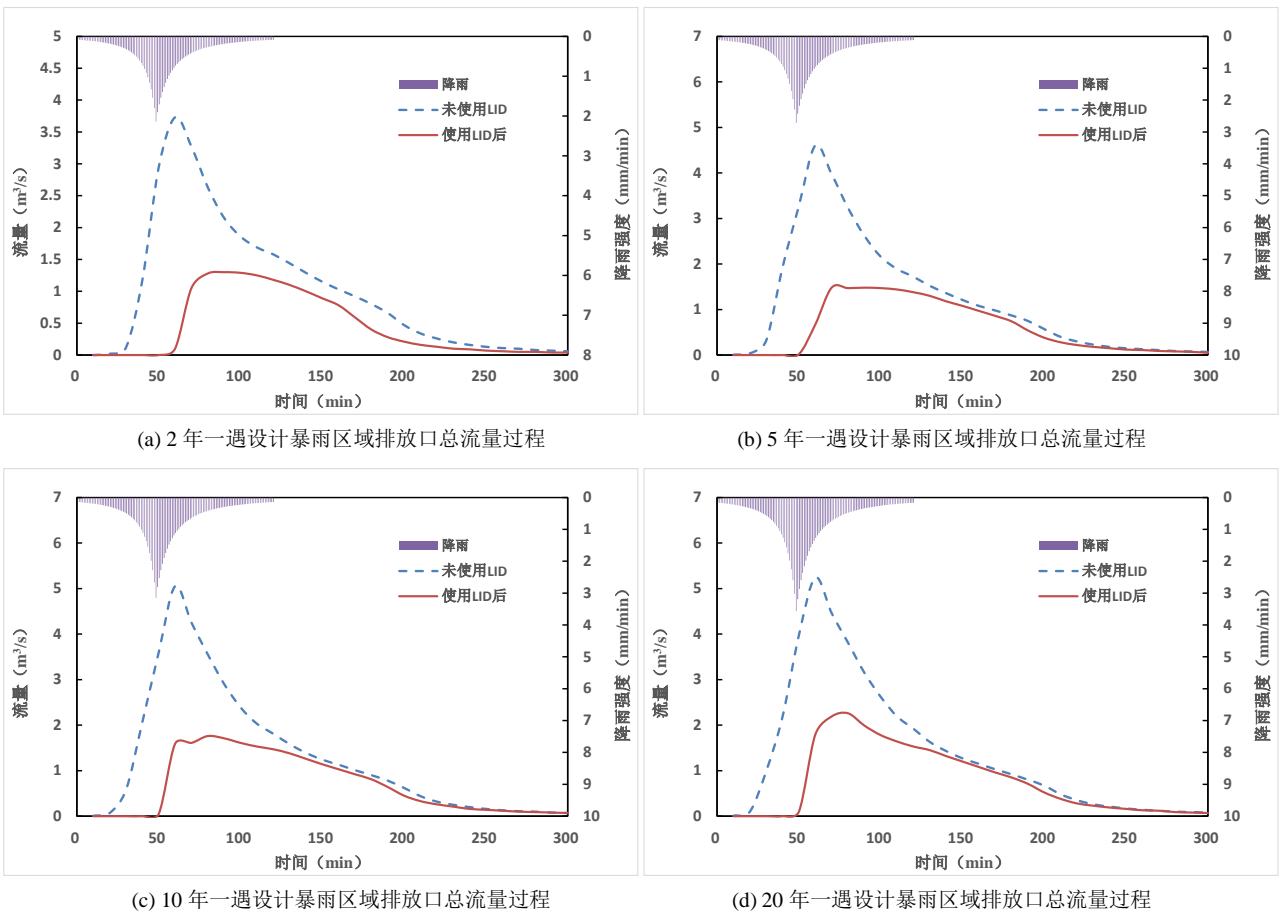 5
4.5
4
3.5
3
2.5
2
1.5
1
0.5
0
流量（m³/s）
0
1
2
3
4
5
6
7
8
降雨强度（mm/min）
降雨
未使用LID
使用LID后
0 50 100 150 200 250 300
时间（min）
(a) 2 年一遇设计暴雨区域排放口总流量过程
7
6
5
4
3
2
1
0
流量（m³/s）
0
1
2
3
4
5
6
7
8
9
10
降雨强度（mm/min）
降雨
未使用LID
使用LID后
0 50 100 150 200 250 300
时间（min）
(b) 5 年一遇设计暴雨区域排放口总流量过程
7
6
5
4
3
2
1
0
流量（m³/s）
0
1
2
3
4
5
6
7
8
9
10
降雨强度（mm/min）
降雨
未使用LID
使用LID后
0 50 100 150 200 250 300
时间（min）
(c) 10 年一遇设计暴雨区域排放口总流量过程
7
6
5
4
3
2
1
0
流量（m³/s）
0
1
2
3
4
5
6
7
8
9
10
降雨强度（mm/min）
降雨
未使用LID
使用LID后
0 50 100 150 200 250 300
时间（min）
(d) 20 年一遇设计暴雨区域排放口总流量过程